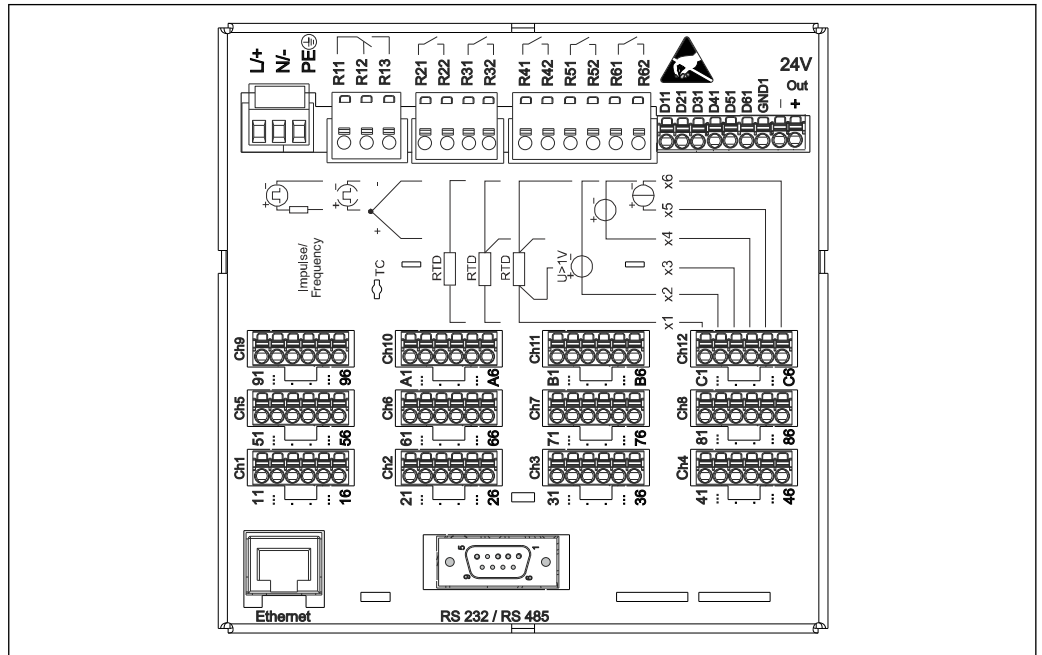 L/+ N/- PE R11 R12 R13 R21 R22 R31 R32 R41 R42 R51 R52 R61 R62 D11 D21 D31 D41 D51 D61 GND1 - +
24V
Out
- + - + - + - + - + - +
x6
x5
x4
x3
x2
x1
Impulse/
Frequency
TC
RTD RTD RTD U>1V
Ch9 91 ... . . ... 96
Ch10 A1 ... . . ... A6
Ch11 B1 ... . . ... B6
Ch12 C1 ... . . ... C6
Ch5 51 ... . . ... 56
Ch6 61 ... . . ... 66
Ch7 71 ... . . ... 76
Ch8 81 ... . . ... 86
Ch1 11 ... . . ... 16
Ch2 21 ... . . ... 26
Ch3 31 ... . . ... 36
Ch4 41 ... . . ... 46
5 1
9 6
Ethernet
RS 232 / RS 485